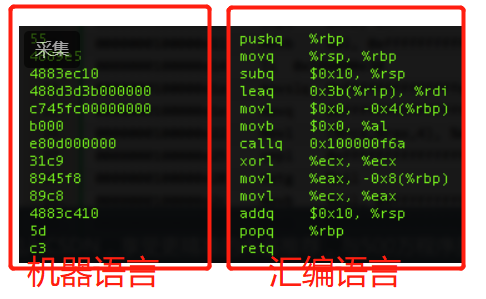 55 pushq %rbp
采集
movq %rsp, %rbp
4883ec10 subq $0x10, %rsp
488d3d3b000000 leaq 0x3b(%rip), %rdi
c745fc00000000 movl $0x0, -0x4(%rbp)
b000 movb $0x0, %al
e80d000000 callq 0x100000f6a
31c9 xorl %ecx, %ecx
8945f8 movl %eax, -0x8(%rbp)
89c8 movl %ecx, %eax
4883c410 addq $0x10, %rsp
5d popq %rbp
c3 retq
机器语言 汇编语言